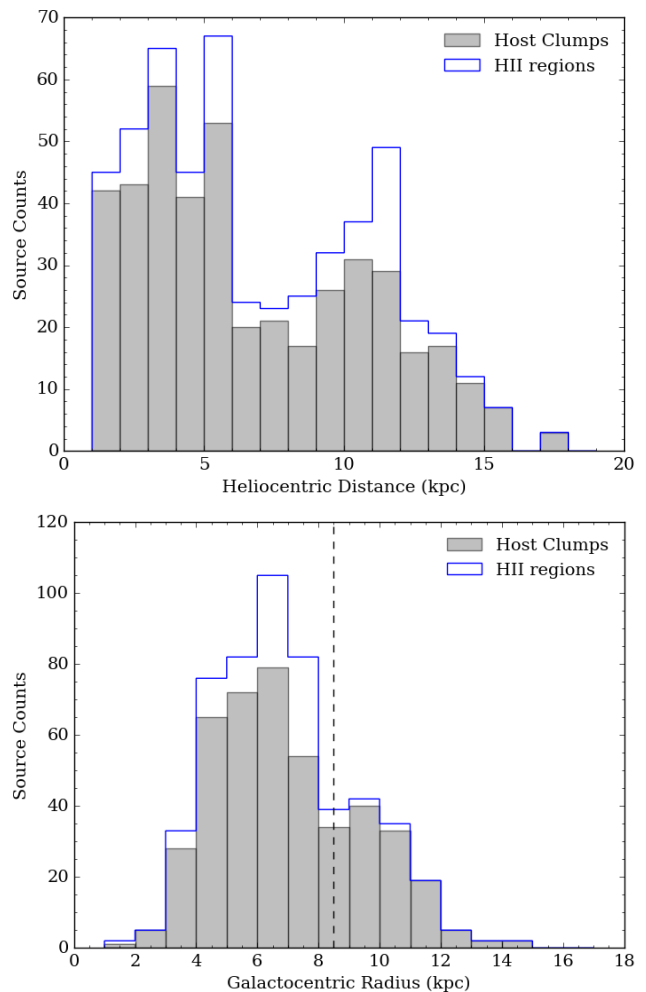 70
60
50
40
30
20
10
0
Source Counts
Host Clumps
HII regions
0 5 10 15 20
Heliocentric Distance (kpc)
120
100
80
60
40
20
0
Source Counts
Host Clumps
HII regions
0 2 4 6 8 10 12 14 16 18
Galactocentric Radius (kpc)